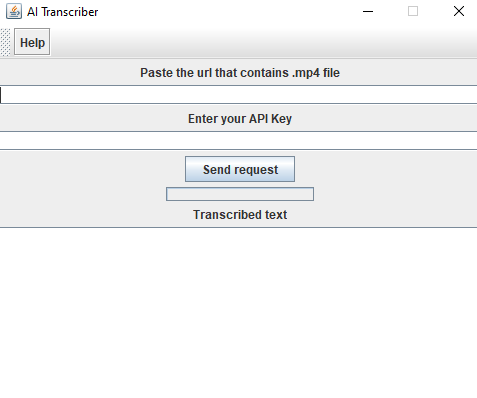 AI Transcriber
Help
Paste the url that contains .mp4 file
Enter your API Key
Send request
Transcribed text